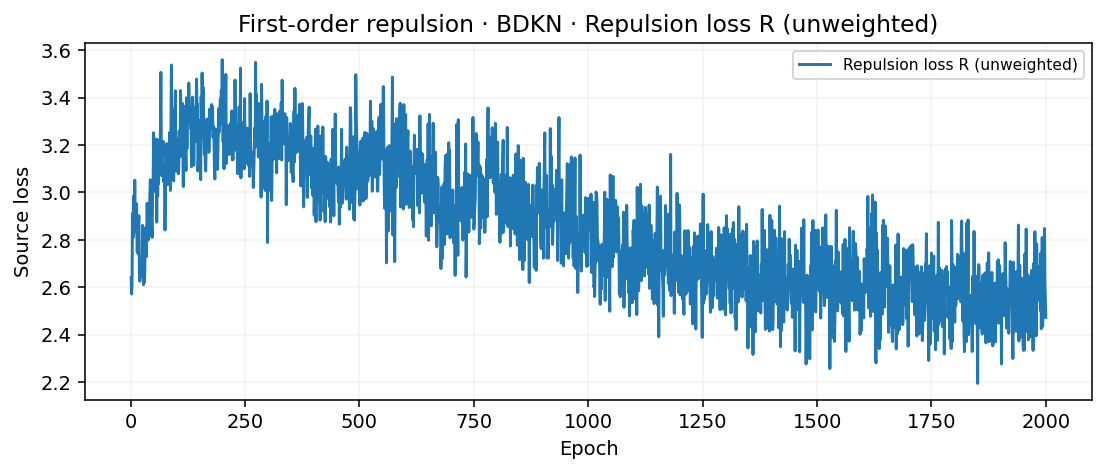 First-order repulsion · BDKN · Repulsion loss R (unweighted)
Repulsion loss R (unweighted)
Source loss
3.6
3.4
3.2
3.0
2.8
2.6
2.4
2.2
0 250 500 750 1000 1250 1500 1750 2000
Epoch